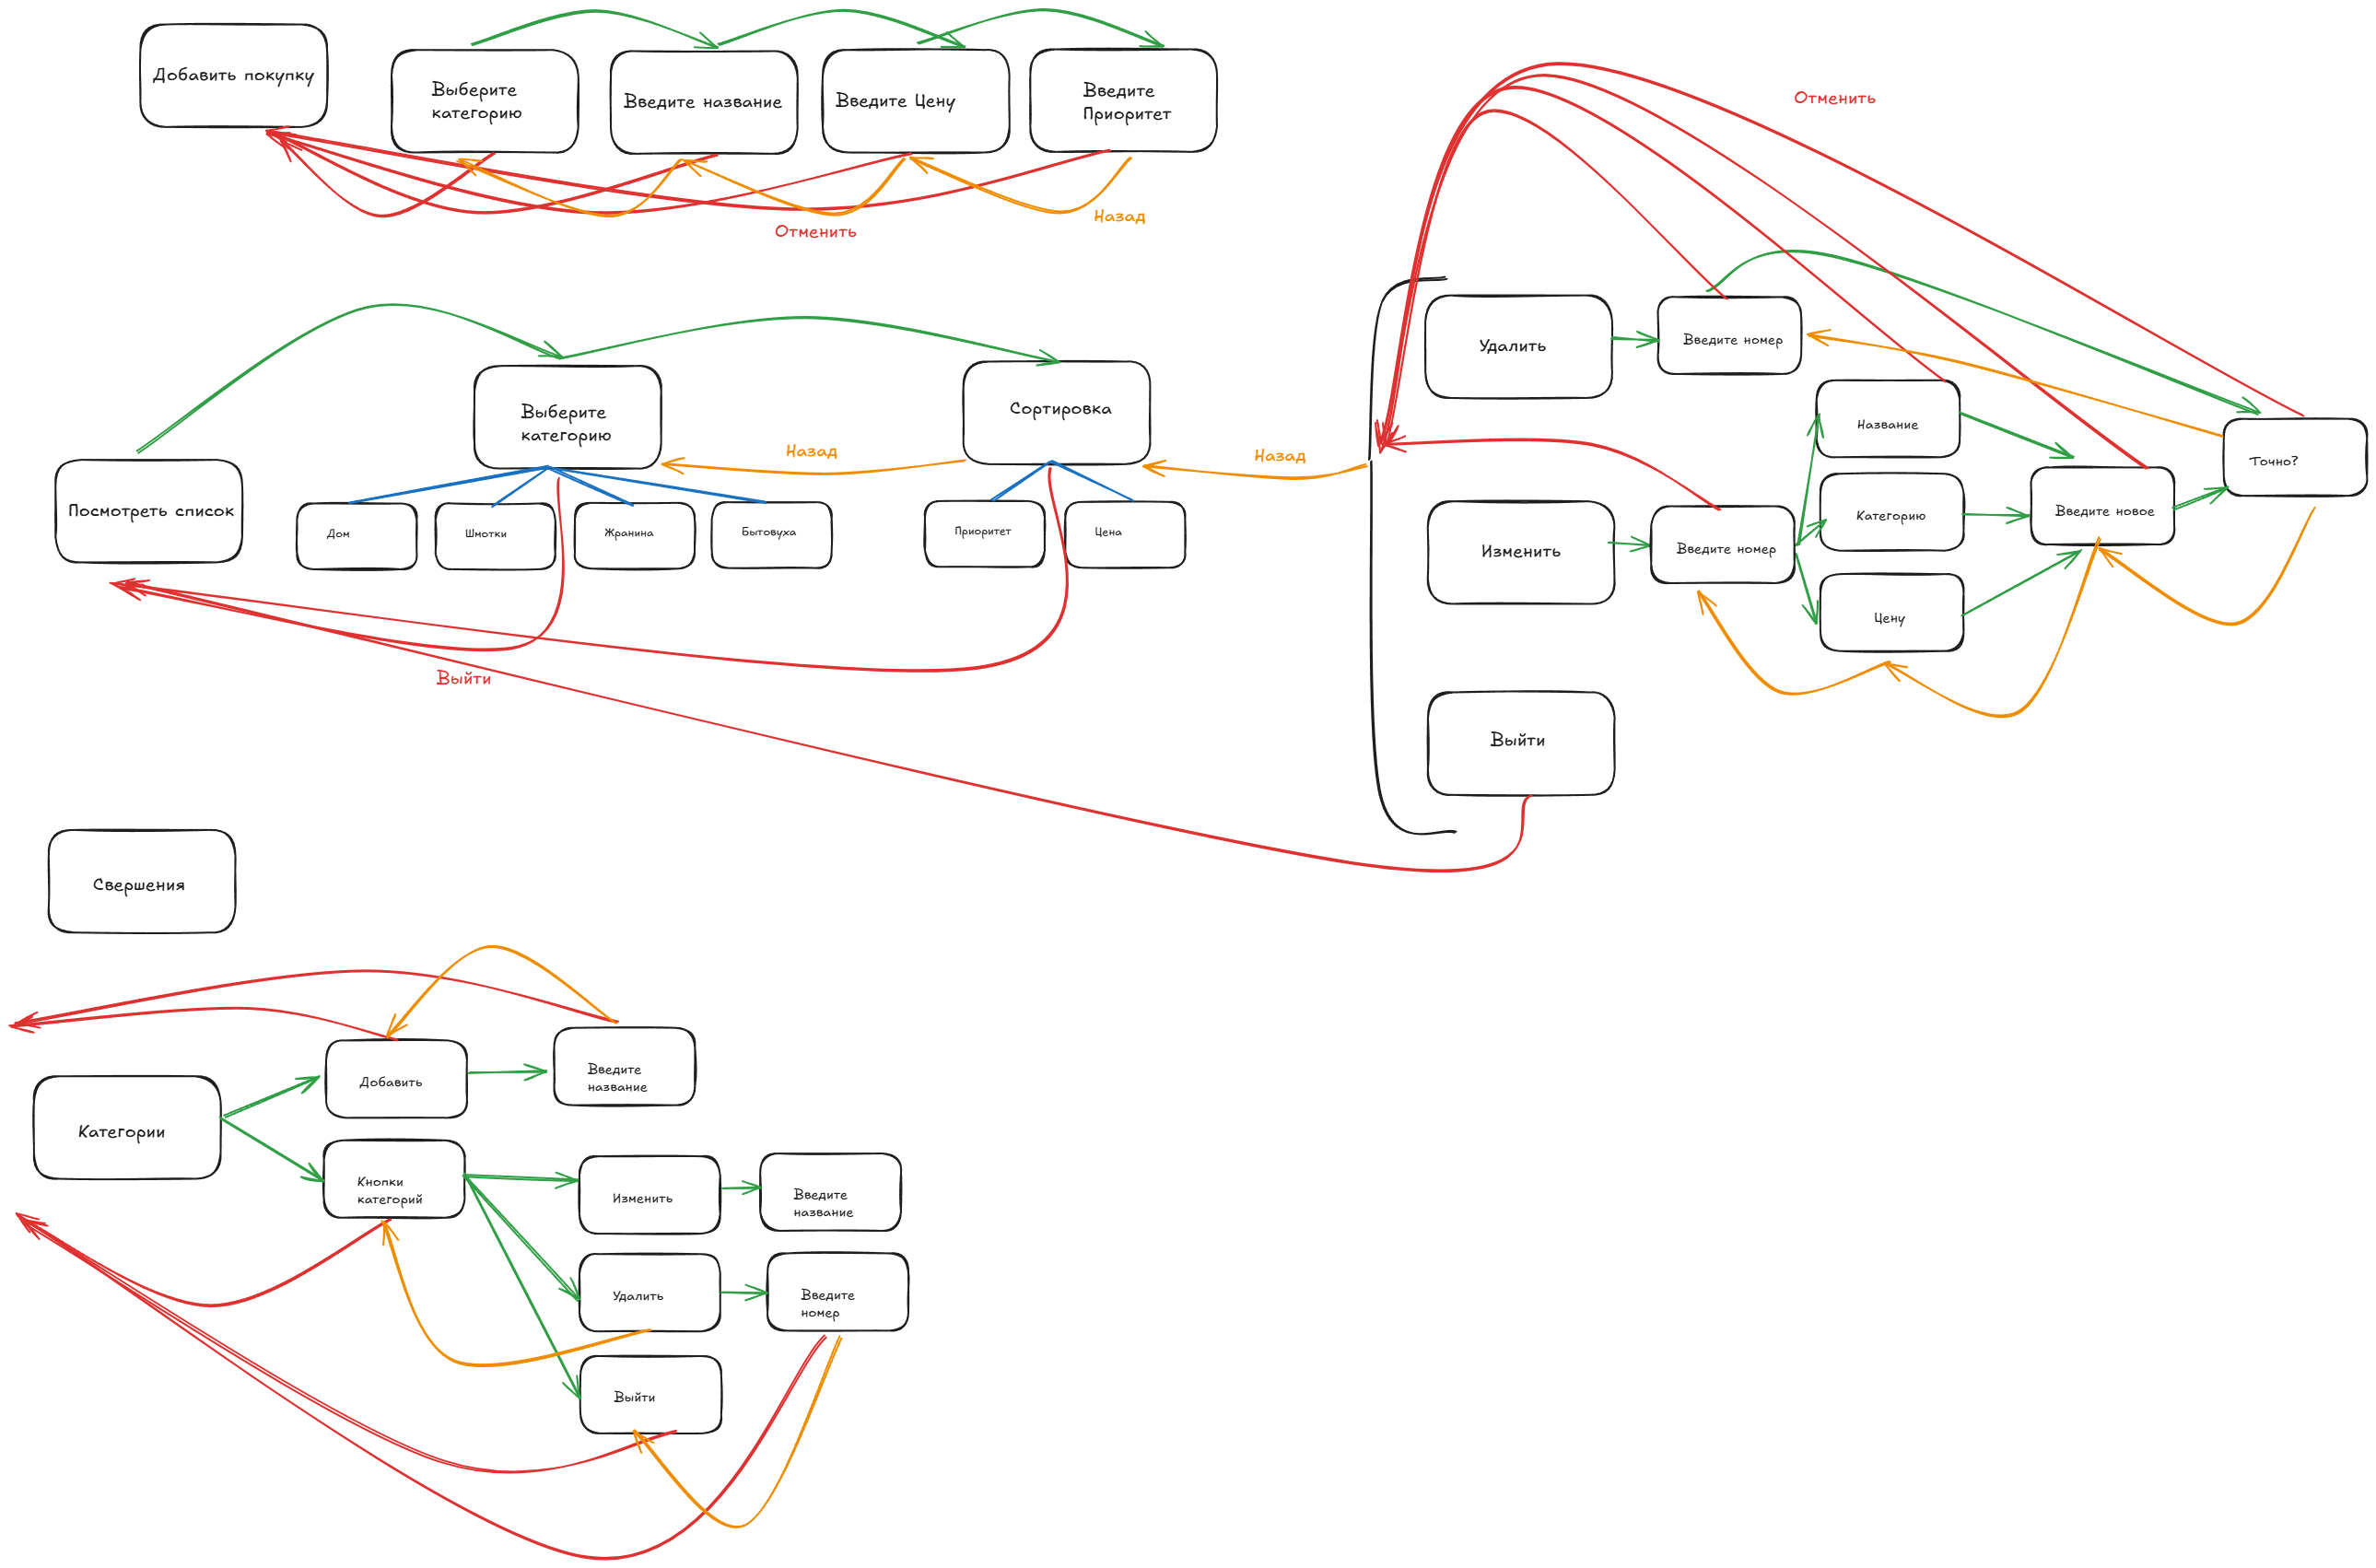 Добавить покупку
Выберите
категорию
Введите название
Введите Цену
Введите
Приоритет
Отменить
Назад
Отменить
Посмотреть список
Выберите
категорию
Дом
Шмотки
Жранина
Бытовуха
Назад
Сортировка
Приоритет
Цена
Назад
Выйти
Удалить
Введите номер
Изменить
Введите номер
Название
Категорию
Цену
Введите новое
Точно?
Выйти
Свершения
Категории
Добавить
Введите
название
Кнопки
категорий
Изменить
Введите
название
Удалить
Введите
номер
Выйти